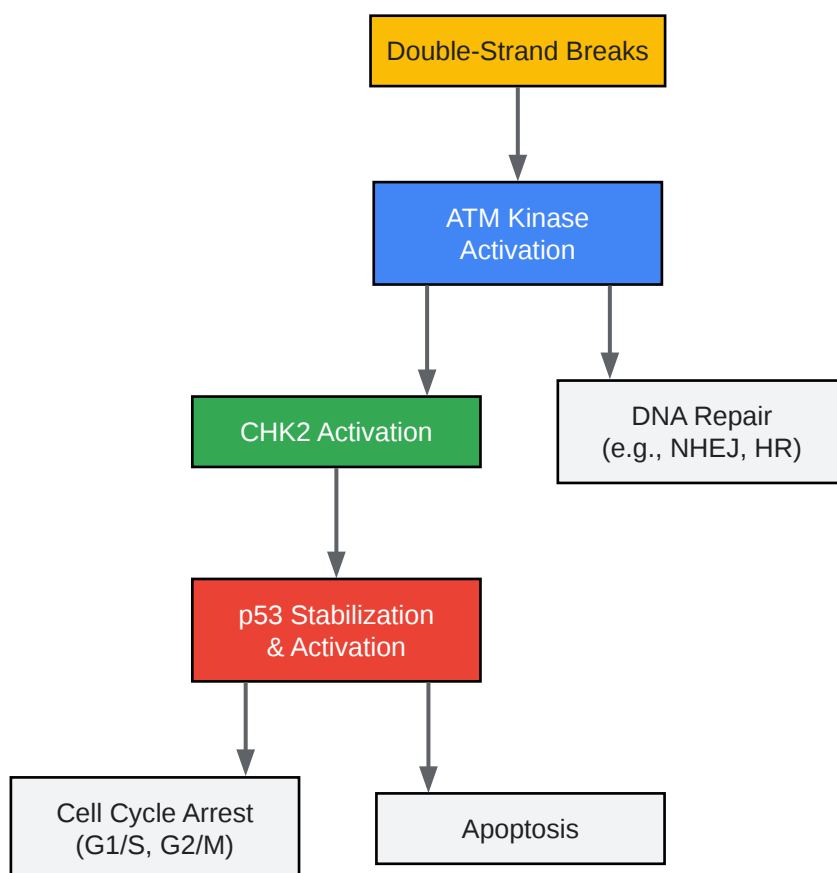 Double-Strand Breaks
ATM Kinase
Activation
CHK2 Activation
DNA Repair
(e.g., NHEJ, HR)
p53 Stabilization
& Activation
Cell Cycle Arrest
(G1/S, G2/M)
Apoptosis